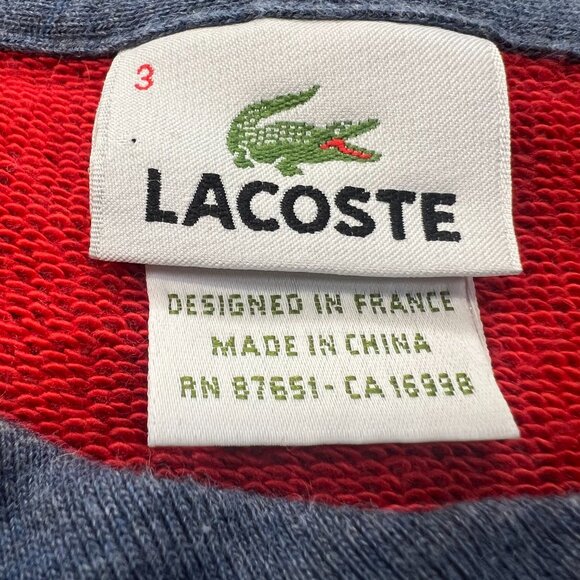 3
LACOSTE
DESIGNED IN FRANCE
MADE IN CHINA
RN 87651 - CA 16998